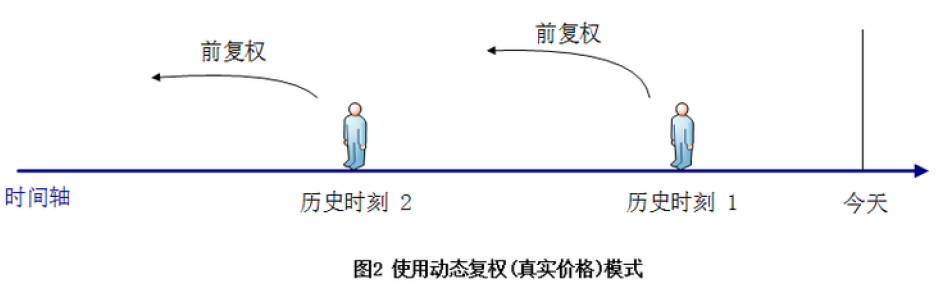 前复权
前复权
时间轴
历史时刻 2
历史时刻 1
今天
图2 使用动态复权(真实价格)模式